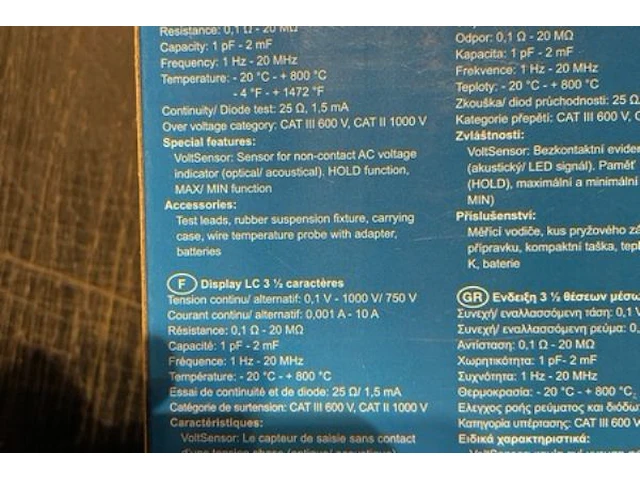 Resistance: 0,1 Ω - 20 MΩ
Capacity: 1 pF - 2 mF
Frequency: 1 Hz - 20 MHz
Temperature: - 20 °C - + 800 °C
- 4 °F - + 1472 °F
Continuity/ Diode test: 25 Ω, 1,5 mA
Over voltage category: CAT III 600 V, CAT II 1000 V
Special features:
VoltSensor: Sensor for non-contact AC voltage
indicator (optical/ acoustical), HOLD function,
MAX/ MIN function
Accessories:
Test leads, rubber suspension fixture, carrying
case, wire temperature probe with adapter,
batteries
F Display LC 3 ½ caractères
Tension continu/ alternatif: 0,1 V - 1000 V/ 750 V
Courant continu/ alternatif: 0,001 A - 10 A
Résistance: 0,1 Ω - 20 MΩ
Capacité: 1 pF - 2 mF
Fréquence: 1 Hz - 20 MHz
Température: - 20 °C - + 800 °C
Essai de continuité et de diode: 25 Ω/ 1,5 mA
Catégorie de surtension: CAT III 600 V, CAT II 1000 V
Caractéristiques:
VoltSensor: Le capteur de saisie sans contact
d'une tension phase (optique/ acoustique)
Odpor: 0,1 Ω - 20 MΩ
Kapacita: 1 pF - 2 mF
Frekvence: 1 Hz - 20 MHz
Teploty: - 20 °C - + 800 °C
Zkouška/ diod průchodnosti: 25 Ω
Kategorie přepětí: CAT III 600 V, C
Zvláštnosti:
VoltSensor: Bezkontaktní eviden
(akustický/ LED signál). Paměť
(HOLD), maximální a minimální
MIN)
Příslušenství:
Měřící vodiče, kus pryžového zá
přípravku, kompaktní taška, tepl
K, baterie
GR Ενδειξη 3 ½ θέσεων μέσω
Συνεχή/ εναλλασσόμενη τάση: 0,1 V
Συνεχή/ εναλλασσόμενη ρεύμα: 0,
Αντίσταση: 0,1 Ω - 20 MΩ
Χωρητικότητα: 1 pF - 2 mF
Συχνότητα: 1 Hz - 20 MHz
Θερμοκρασία: - 20 °C - + 800 °C
Ελεγχος ροής ρεύματος και διόδω
Κατηγορία υπέρτασης: CAT III 600
Ειδικά χαρακτηριστικά: